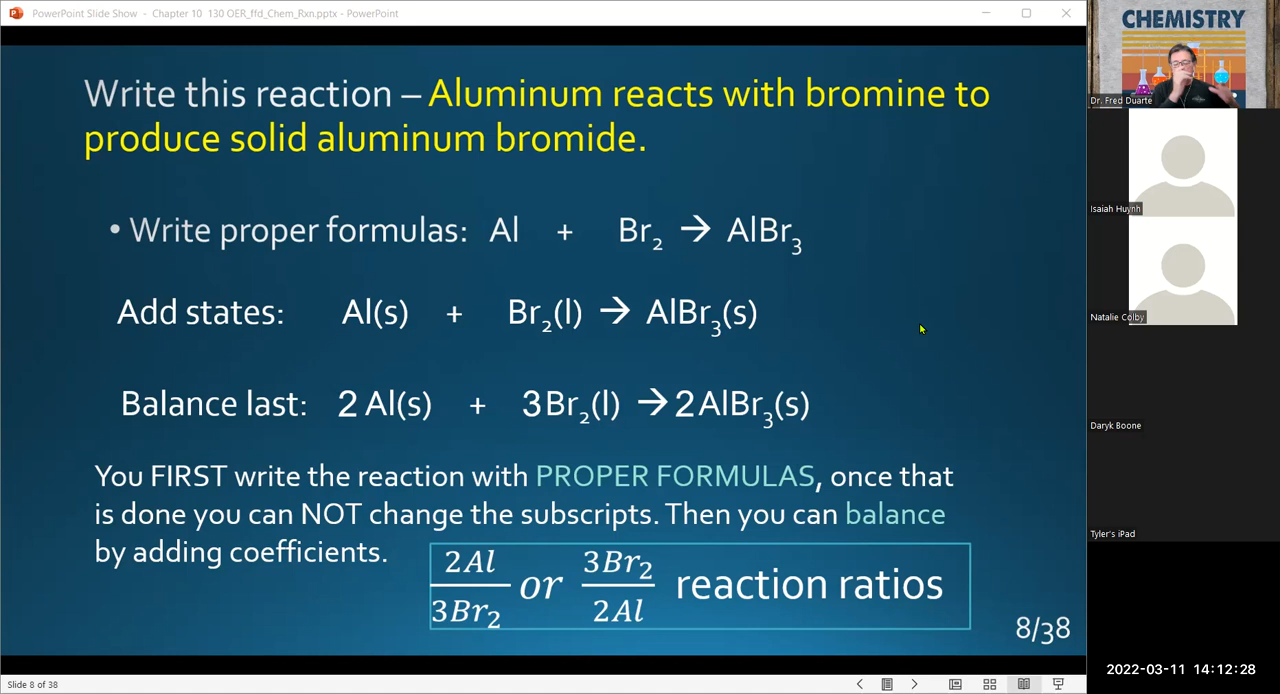 PowerPoint Slide Show - Chapter 10 130 OER_ffd_Chem_Rxn.pptx - PowerPoint
CHEMISTRY
Dr. Fred Duarte
Isaiah Huynh
Natalie Colby
Daryk Boone
Tyler's iPad
Write this reaction – Aluminum reacts with bromine to
produce solid aluminum bromide.
• Write proper formulas: Al + Br₂ → AlBr₃
Add states: Al(s) + Br₂(l) → AlBr₃(s)
Balance last: 2 Al(s) + 3Br₂(l) → 2 AlBr₃(s)
You FIRST write the reaction with PROPER FORMULAS, once that
is done you can NOT change the subscripts. Then you can balance
by adding coefficients.
2Al/3Br₂ or 3Br₂/2Al reaction ratios
8/38
Slide 8 of 38
2022-03-11 14:12:28